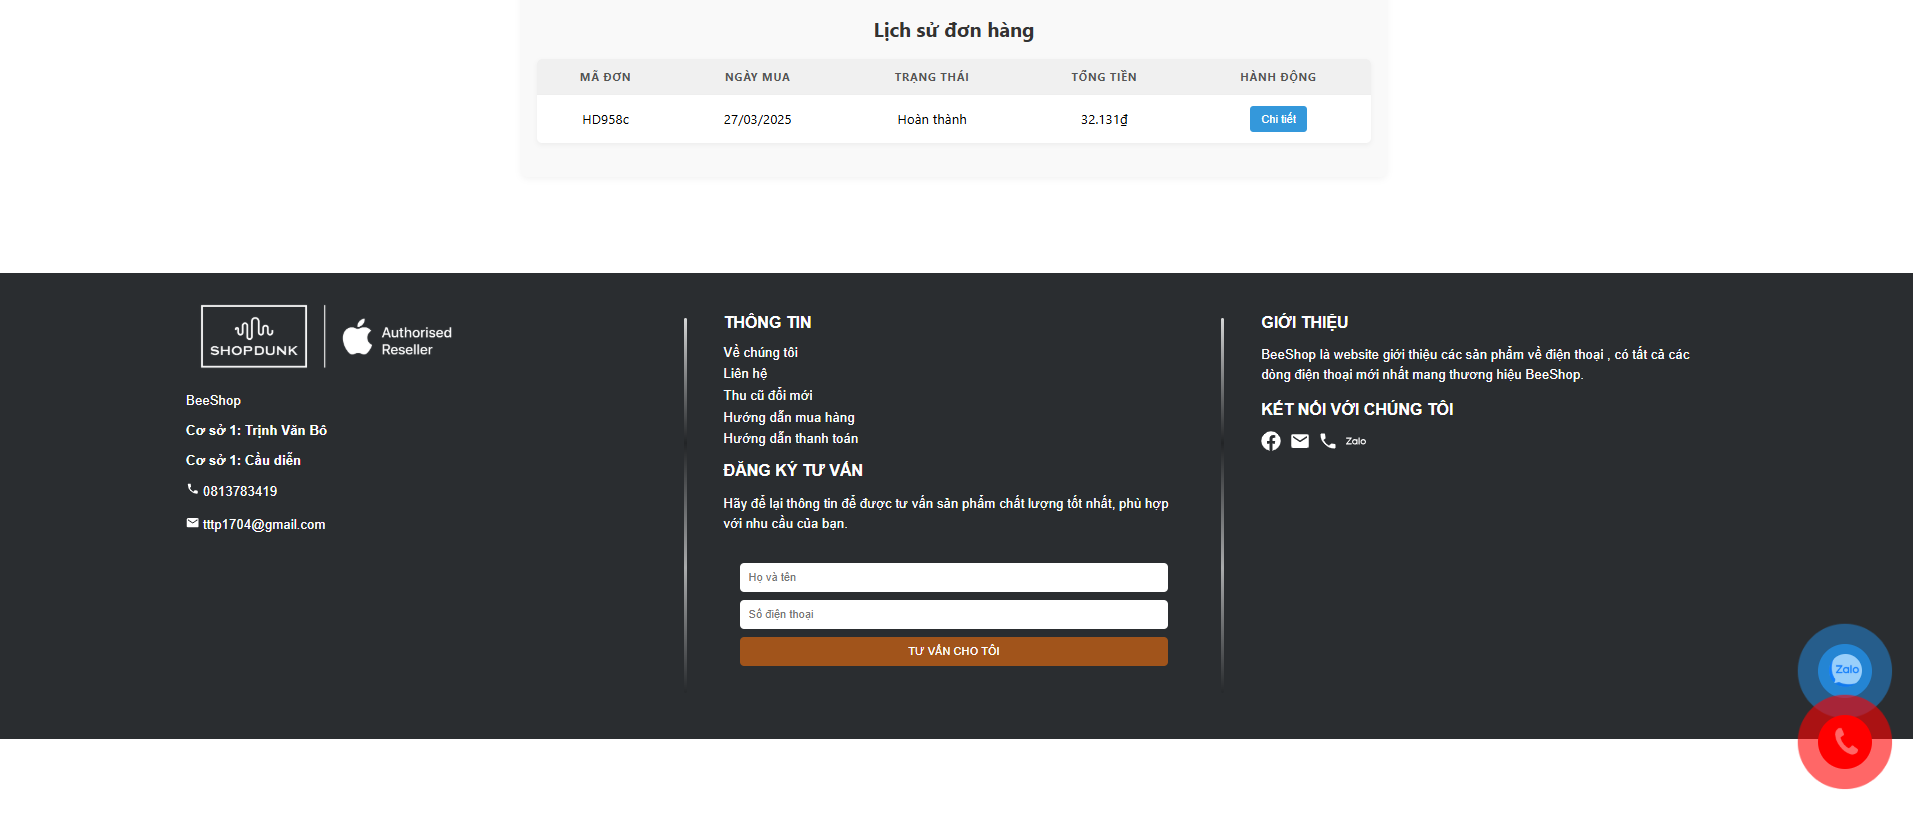 Lịch sử đơn hàng
MÃ ĐƠN NGÀY MUA TRẠNG THÁI TỔNG TIỀN HÀNH ĐỘNG
HD958c 27/03/2025 Hoàn thành 32.131₫ Chi tiết
SHOPDUNK
Authorised
Reseller
BeeShop
Cơ sở 1: Trịnh Văn Bô
Cơ sở 1: Cầu diễn
0813783419
tttp1704@gmail.com
THÔNG TIN
Về chúng tôi
Liên hệ
Thu cũ đổi mới
Hướng dẫn mua hàng
Hướng dẫn thanh toán
ĐĂNG KÝ TƯ VẤN
Hãy để lại thông tin để được tư vấn sản phẩm chất lượng tốt nhất, phù hợp
với nhu cầu của bạn.
Họ và tên
Số điện thoại
TƯ VẤN CHO TÔI
GIỚI THIỆU
BeeShop là website giới thiệu các sản phẩm về điện thoại , có tất cả các
dòng điện thoại mới nhất mang thương hiệu BeeShop.
KẾT NỐI VỚI CHÚNG TÔI
Zalo
Zalo